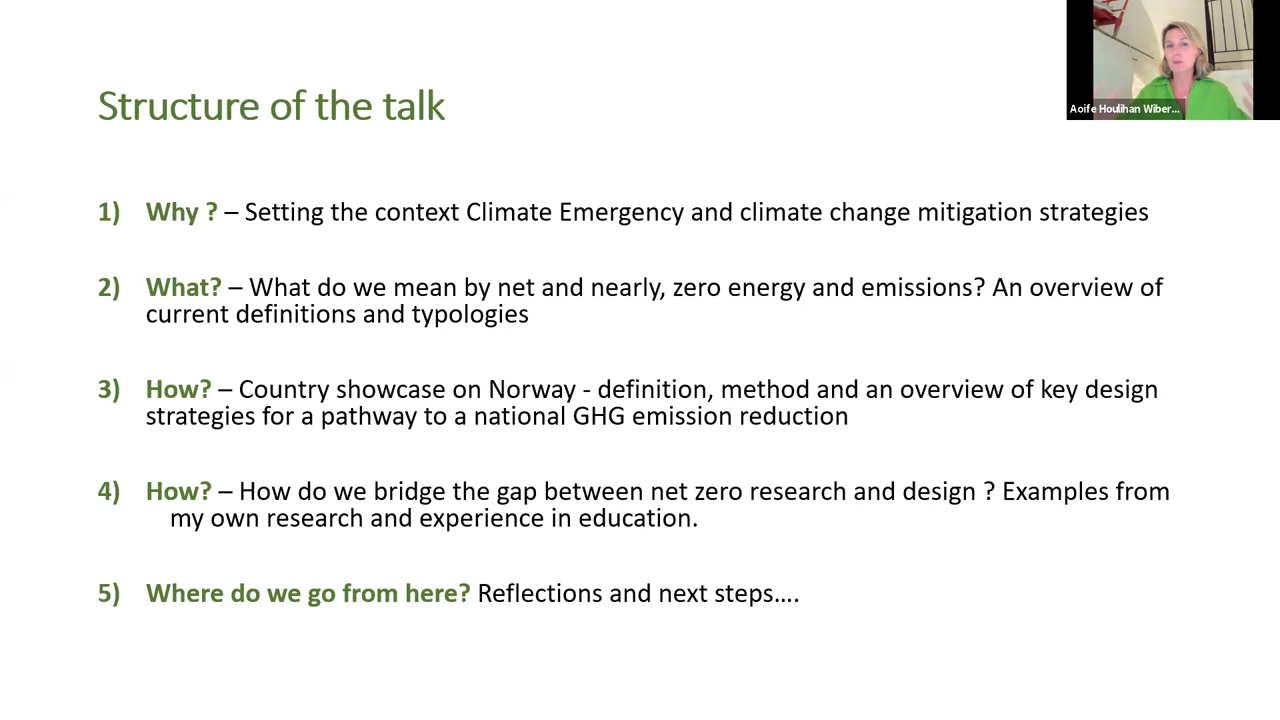 Aoife Houlihan Wiber...
Structure of the talk
1) Why ? – Setting the context Climate Emergency and climate change mitigation strategies
2) What? – What do we mean by net and nearly, zero energy and emissions? An overview of
current definitions and typologies
3) How? – Country showcase on Norway - definition, method and an overview of key design
strategies for a pathway to a national GHG emission reduction
4) How? – How do we bridge the gap between net zero research and design ? Examples from
my own research and experience in education.
5) Where do we go from here? Reflections and next steps….